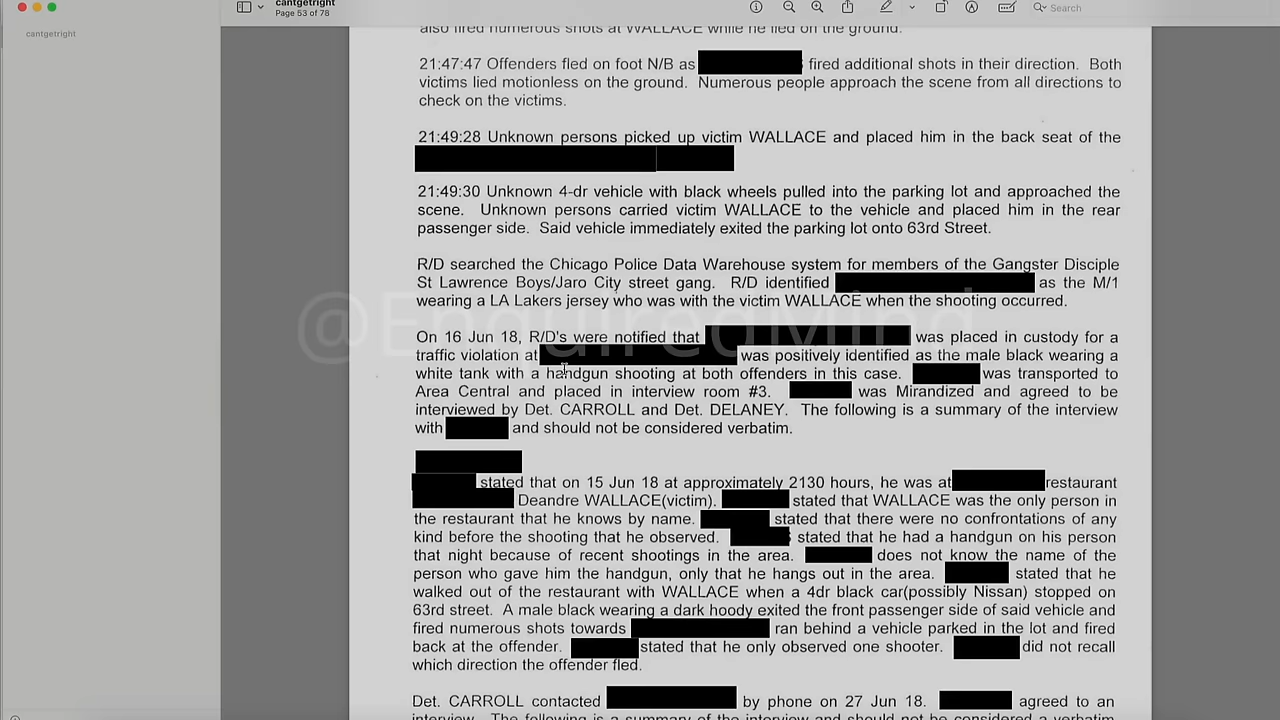 cantgetright
Page 53 of 78
Search
cantgetright
also fired numerous shots at WALLACE while he lied on the ground.
21:47:47 Offenders fled on foot N/B as fired additional shots in their direction. Both
victims lied motionless on the ground. Numerous people approach the scene from all directions to
check on the victims.
21:49:28 Unknown persons picked up victim WALLACE and placed him in the back seat of the
21:49:30 Unknown 4-dr vehicle with black wheels pulled into the parking lot and approached the
scene. Unknown persons carried victim WALLACE to the vehicle and placed him in the rear
passenger side. Said vehicle immediately exited the parking lot onto 63rd Street.
R/D searched the Chicago Police Data Warehouse system for members of the Gangster Disciple
St Lawrence Boys/Jaro City street gang. R/D identified as the M/1
wearing a LA Lakers jersey who was with the victim WALLACE when the shooting occurred.
@EnquiredMind
On 16 Jun 18, R/D's were notified that was placed in custody for a
traffic violation at was positively identified as the male black wearing a
white tank with a handgun shooting at both offenders in this case. was transported to
Area Central and placed in interview room #3. was Mirandized and agreed to be
interviewed by Det. CARROLL and Det. DELANEY. The following is a summary of the interview
with and should not be considered verbatim.
stated that on 15 Jun 18 at approximately 2130 hours, he was at restaurant
Deandre WALLACE(victim). stated that WALLACE was the only person in
the restaurant that he knows by name. stated that there were no confrontations of any
kind before the shooting that he observed. stated that he had a handgun on his person
that night because of recent shootings in the area. does not know the name of the
person who gave him the handgun, only that he hangs out in the area. stated that he
walked out of the restaurant with WALLACE when a 4dr black car(possibly Nissan) stopped on
63rd street. A male black wearing a dark hoody exited the front passenger side of said vehicle and
fired numerous shots towards ran behind a vehicle parked in the lot and fired
back at the offender. stated that he only observed one shooter. did not recall
which direction the offender fled.
Det. CARROLL contacted by phone on 27 Jun 18. agreed to an
interview. The following is a summary of the interview and should not be considered a verbatim